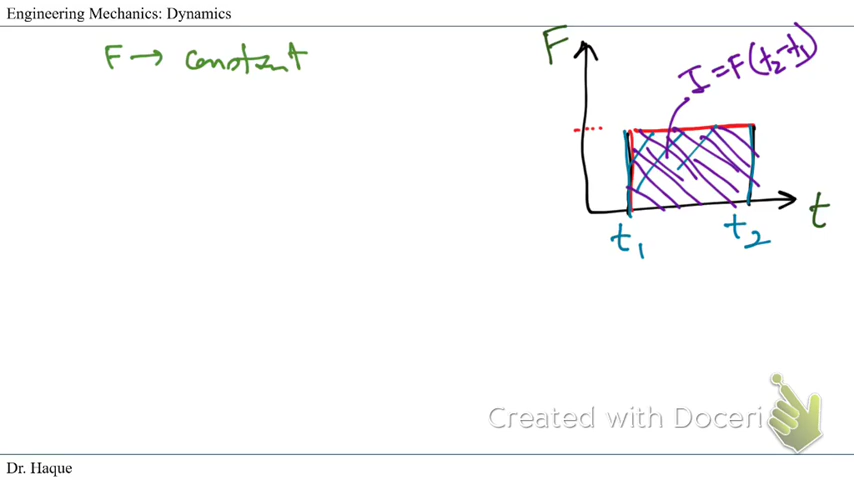 Engineering Mechanics: Dynamics
F → constant
F
I = F(t₂-t₁)
t
t₁
t₂
Created with Doceri
Dr. Haque